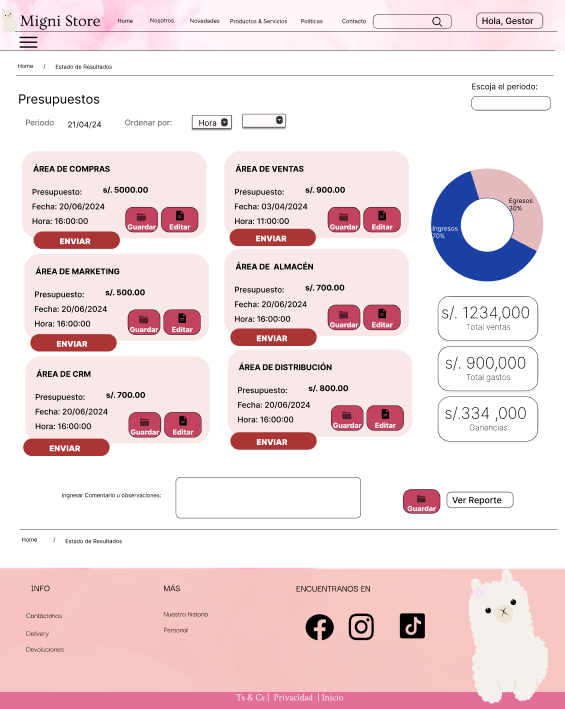 Migni Store
Home
Nosotros
Novedades
Productos & Servicios
Políticas
Contacto
Hola, Gestor
Home / Estado de Resultados
Escoja el periodo:
Presupuestos
Periodo 21/04/24 Ordenar por: Hora
ÁREA DE COMPRAS
Presupuesto: s/. 5000.00
Fecha: 20/06/2024
Hora: 16:00:00
Guardar
Editar
ENVIAR
ÁREA DE VENTAS
Presupuesto: s/. 900.00
Fecha: 03/04/2024
Hora: 11:00:00
Guardar
Editar
ENVIAR
Egresos
30%
Ingresos
70%
ÁREA DE MARKETING
Presupuesto: s/. 500.00
Fecha: 20/06/2024
Hora: 16:00:00
Guardar
Editar
ENVIAR
ÁREA DE ALMACÉN
Presupuesto: s/. 700.00
Fecha: 20/06/2024
Hora: 16:00:00
Guardar
Editar
ENVIAR
s/. 1234,000
Total ventas
s/. 900,000
Total gastos
s/.334 ,000
Ganancias
ÁREA DE CRM
Presupuesto: s/. 700.00
Fecha: 20/06/2024
Hora: 16:00:00
Guardar
Editar
ENVIAR
ÁREA DE DISTRIBUCIÓN
Presupuesto: s/. 800.00
Fecha: 20/06/2024
Hora: 16:00:00
Guardar
Editar
ENVIAR
Ingresar Comentario u observaciones:
Guardar
Ver Reporte
Home / Estado de Resultados
INFO
Contáctanos
Delivery
Devoluciones
MÁS
Nuestra historia
Personal
ENCUENTRANOS EN
Ts & Cs | Privacidad | Inicio